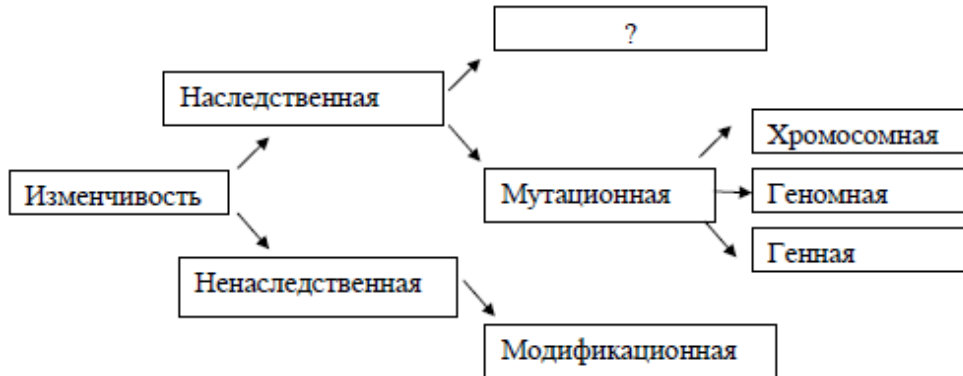 ?
Наследственная
Хромосомная
Изменчивость
Мутационная
Геномная
Генная
Ненаследственная
Модификационная